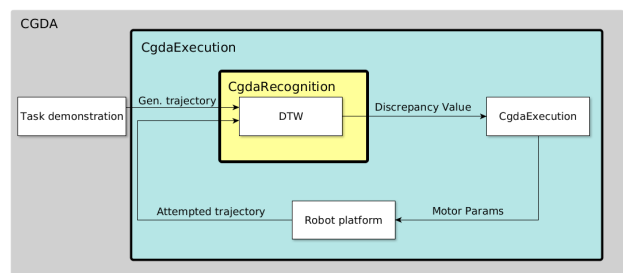 CGDA
CgdaExecution
CgdaRecognition
Gen. trajectory
Task demonstration
DTW
Discrepancy Value
CgdaExecution
Attempted trajectory
Robot platform
Motor Params